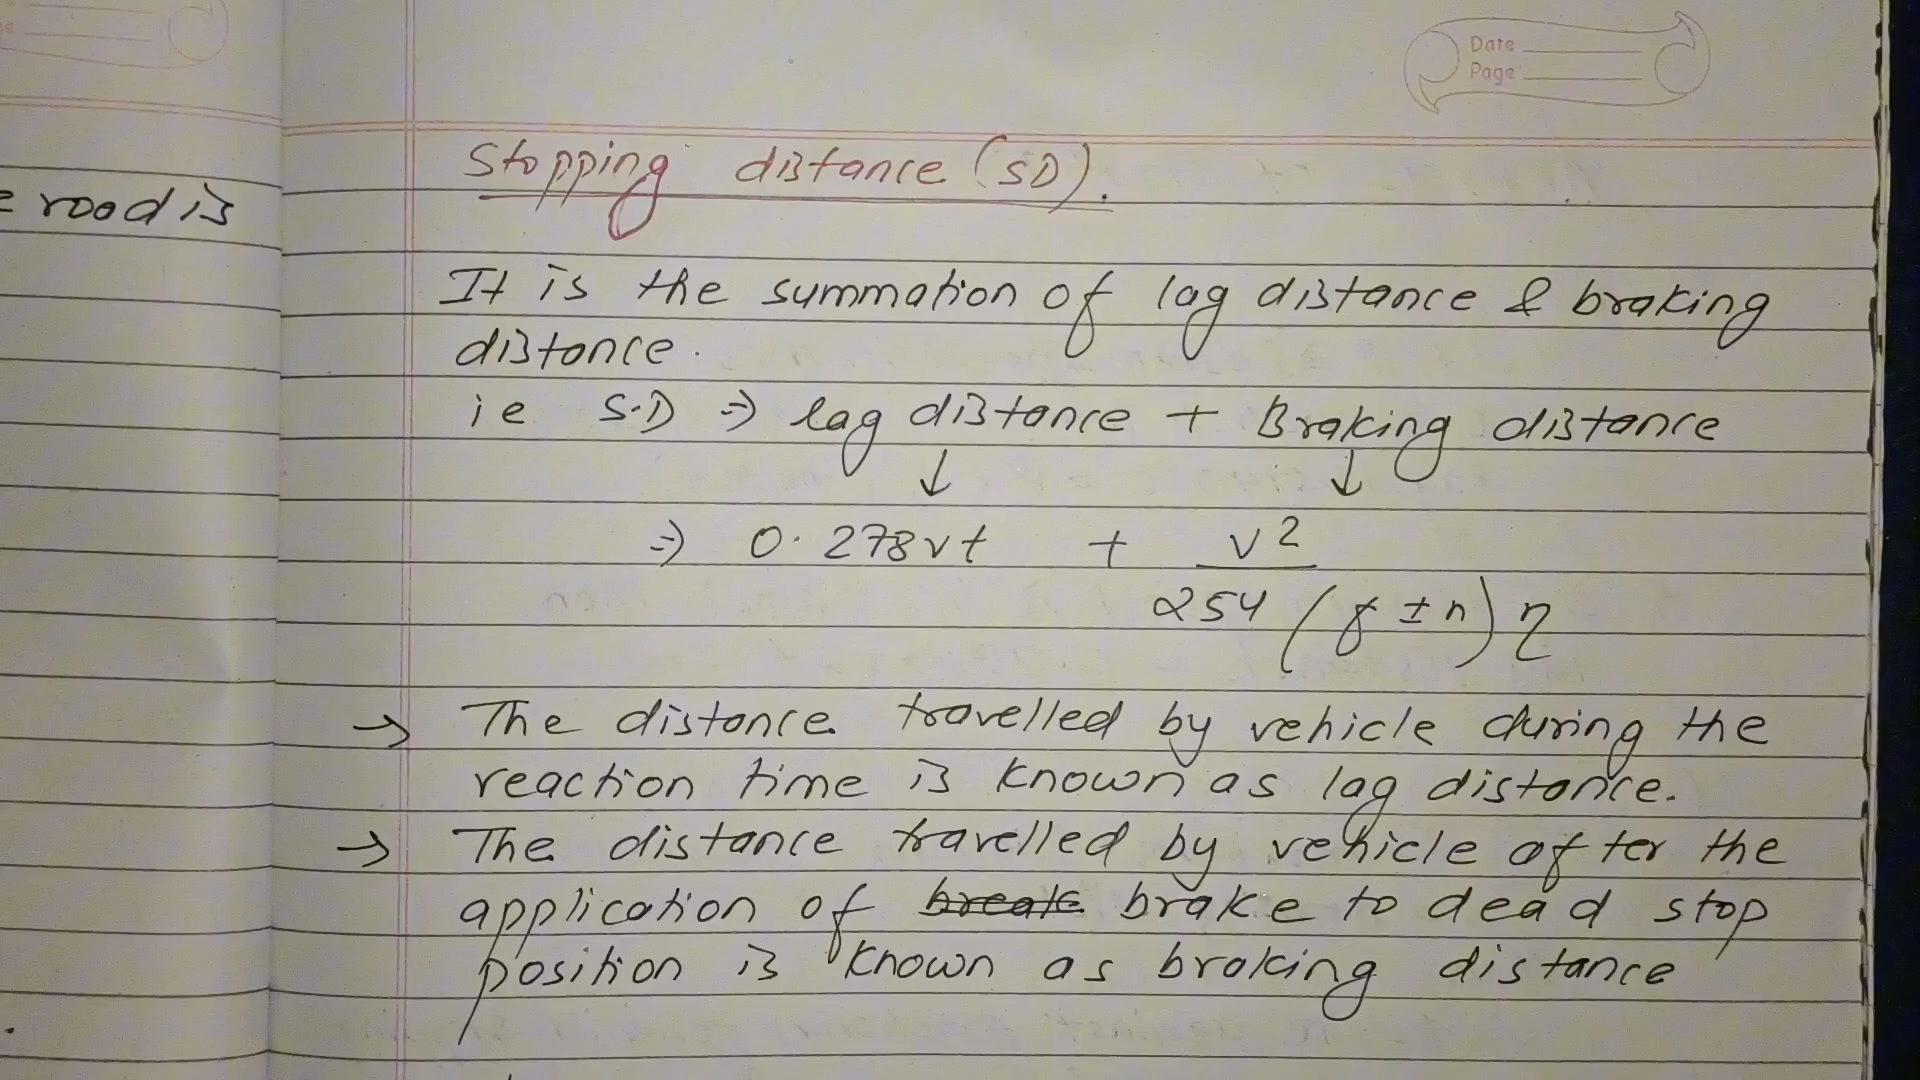 Date
Page
Stopping distance (SD).
= road is
It is the summation of lag distance & braking
distance.
ie S.D ⇒ lag distance + Braking distance
↓ ↓
⇒ 0.278vt + v2
254 (f ±n) η
→ The distance travelled by vehicle during the
reaction time is known as lag distance.
→ The distance travelled by vehicle after the
application of break brake to dead stop
position is known as braking distance